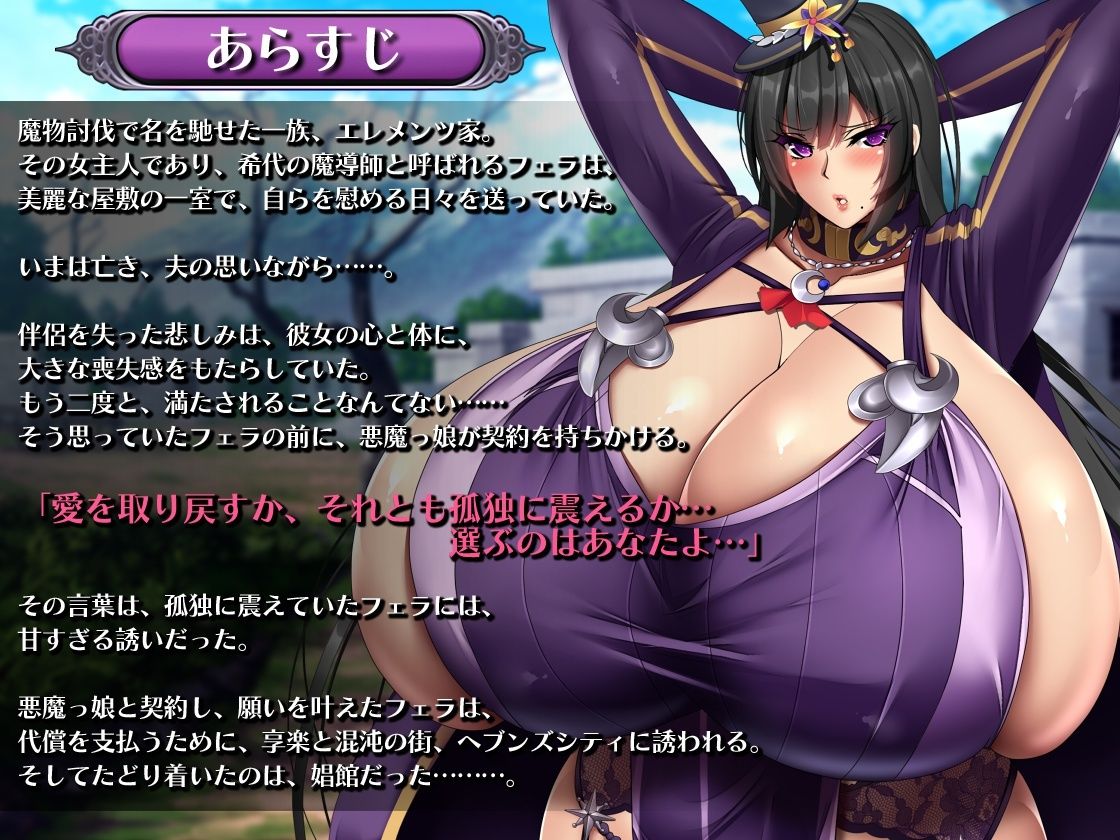 あらすじ
魔物討伐で名を馳せた一族、エレメンツ家。
その女主人であり、希代の魔導師と呼ばれるフェラは、
美麗な屋敷の一室で、自らを慰める日々を送っていた。
いまは亡き、夫の思いながら……。
伴侶を失った悲しみは、彼女の心と体に、
大きな喪失感をもたらしていた。
もう二度と、満たされることなんてない……
そう思っていたフェラの前に、悪魔っ娘が契約を持ちかける。
「愛を取り戻すか、それとも孤独に震えるか…
選ぶのはあなたよ…」
その言葉は、孤独に震えていたフェラには、
甘すぎる誘いだった。
悪魔っ娘と契約し、願いを叶えたフェラは、
代償を支払うために、享楽と混沌の街、ヘブンズシティに誘われる。
そしてたどり着いたのは、娼館だった………。